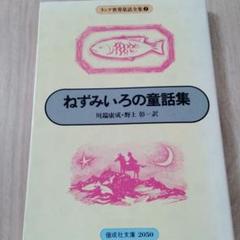 ラング世界童話全集 2
ねずみいろの童話集
川端康成・野上 彰=訳
偕成社文庫 2050